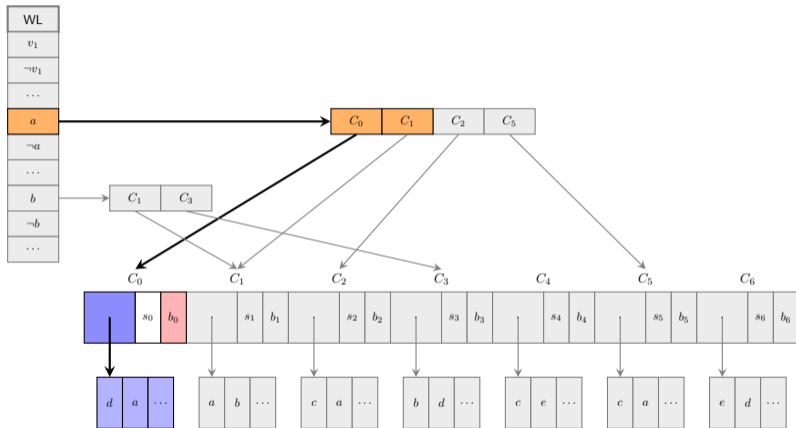 WL
v₁
¬v₁
...
a
C₀ C₁ C₂ C₅
¬a
...
b
C₁ C₃
¬b
...
C₀ C₁ C₂ C₃ C₄ C₅ C₆
s₀ b₀ s₁ b₁ s₂ b₂ s₃ b₃ s₄ b₄ s₅ b₅ s₆ b₆
d a ... a b ... c a ... b d ... c e ... c a ... e d ...